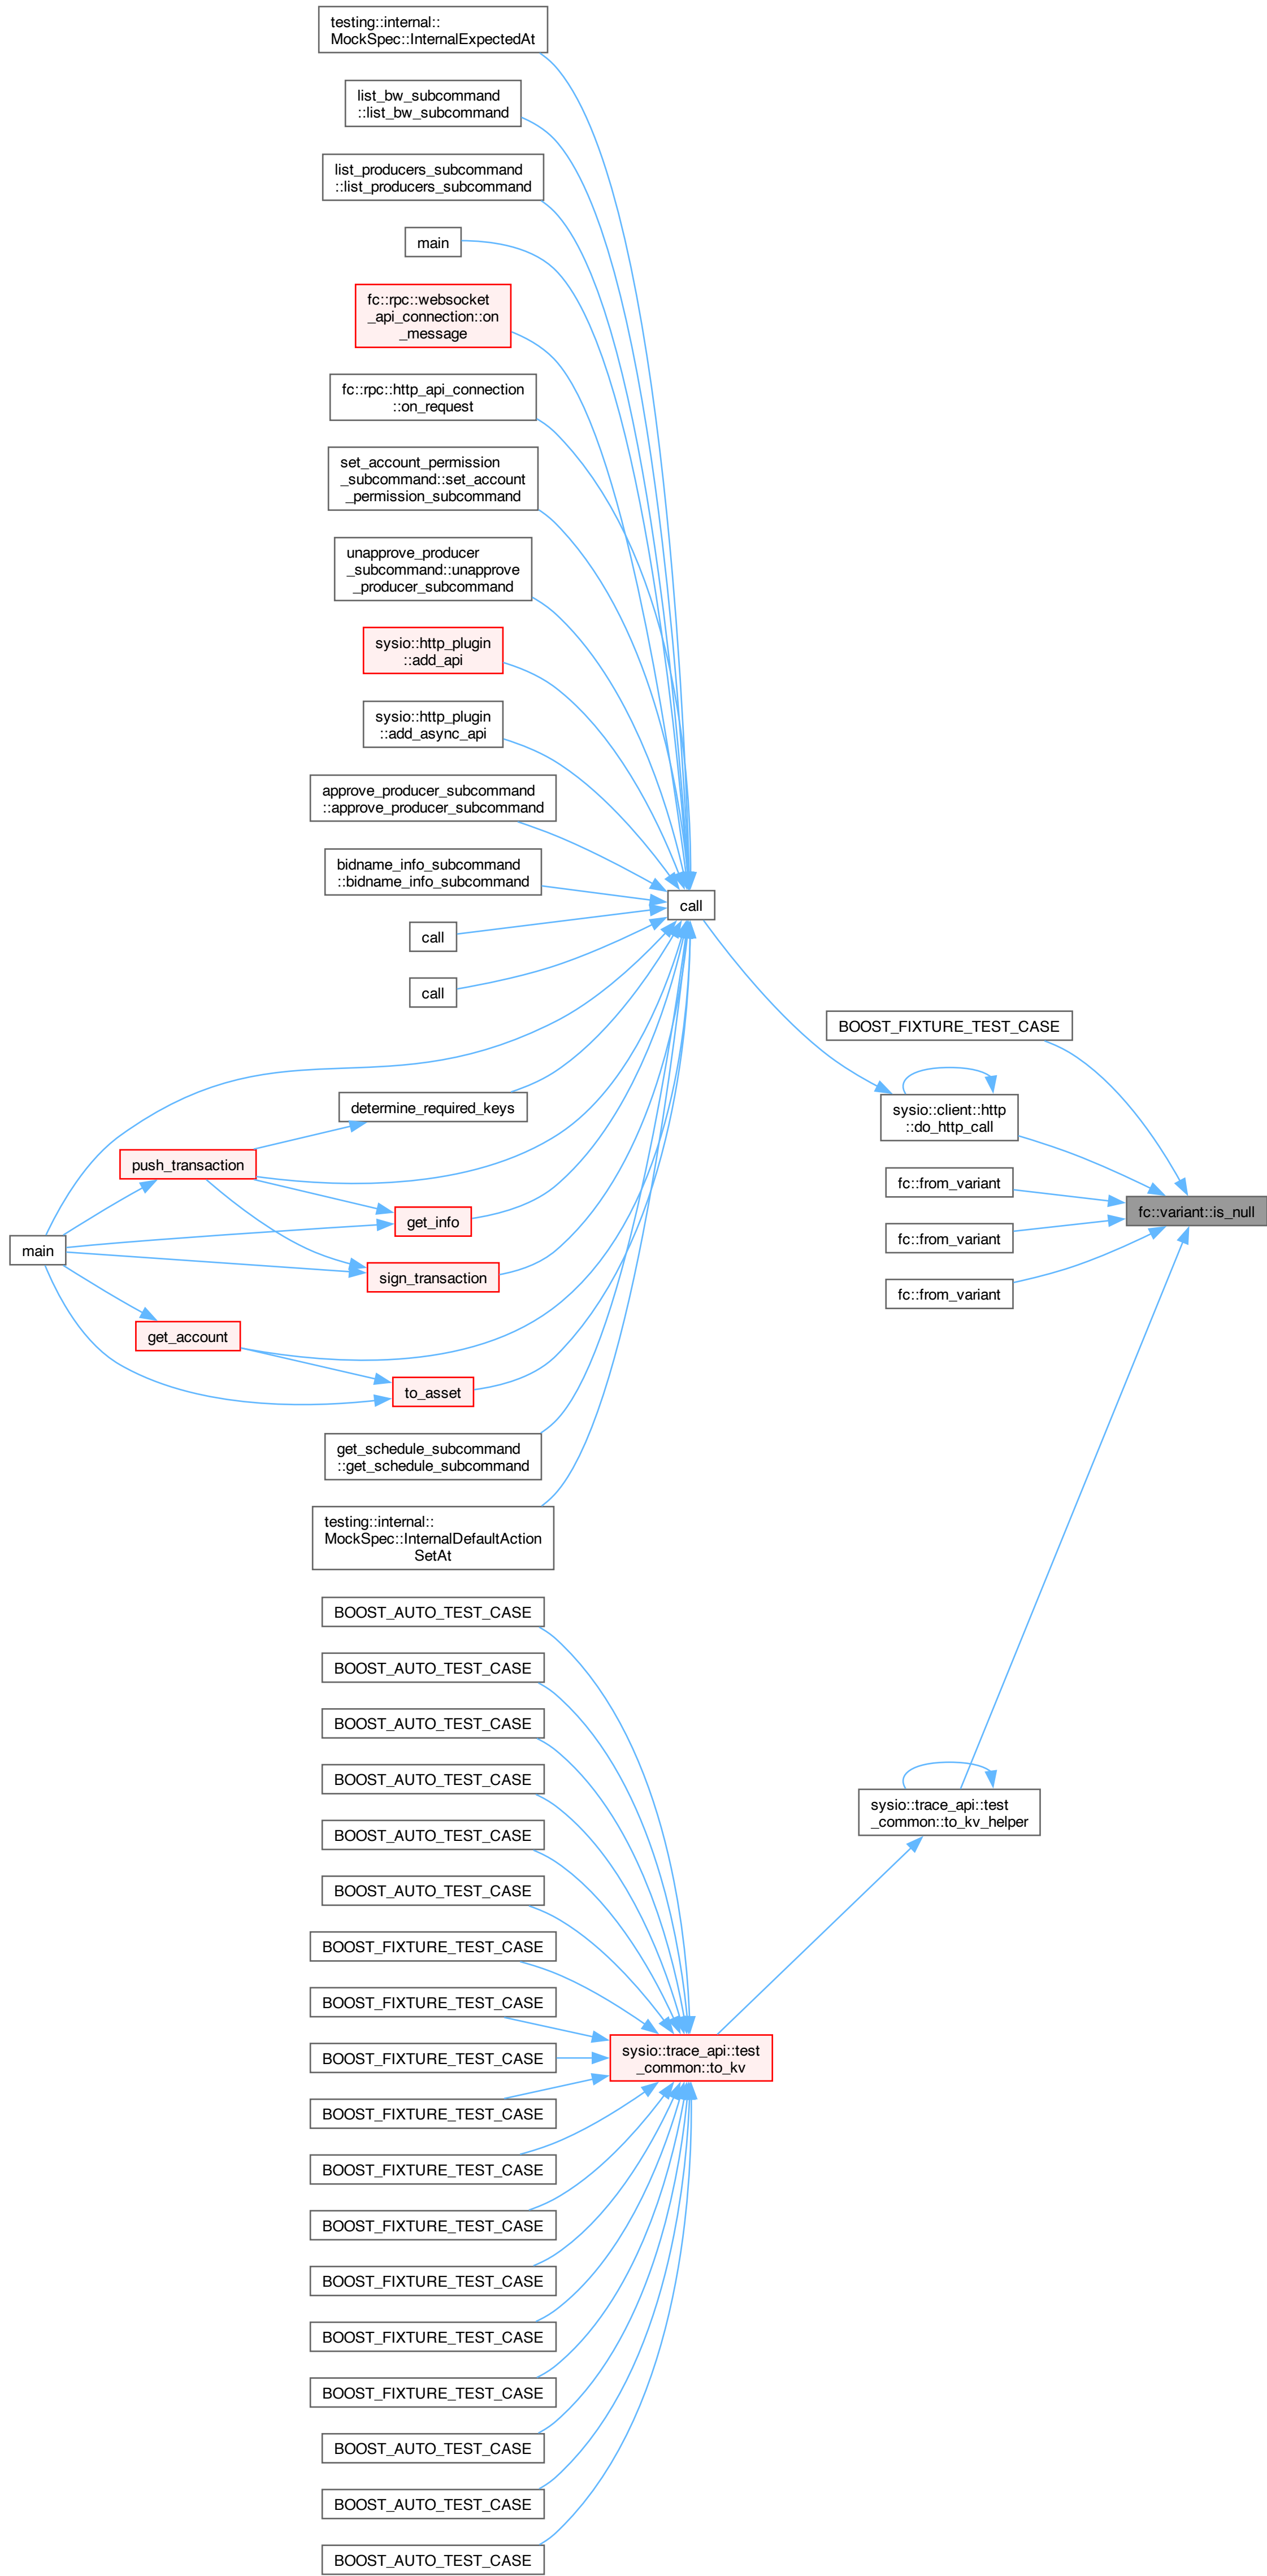 testing::internal::
MockSpec::InternalExpectedAt
list_bw_subcommand
::list_bw_subcommand
list_producers_subcommand
::list_producers_subcommand
main
fc::rpc::websocket
_api_connection::on
_message
fc::rpc::http_api_connection
::on_request
set_account_permission
_subcommand::set_account
_permission_subcommand
unapprove_producer
_subcommand::unapprove
_producer_subcommand
sysio::http_plugin
::add_api
sysio::http_plugin
::add_async_api
approve_producer_subcommand
::approve_producer_subcommand
bidname_info_subcommand
::bidname_info_subcommand
call
call
call
determine_required_keys
push_transaction
get_info
main
sign_transaction
get_account
to_asset
get_schedule_subcommand
::get_schedule_subcommand
testing::internal::
MockSpec::InternalDefaultAction
SetAt
BOOST_FIXTURE_TEST_CASE
sysio::client::http
::do_http_call
fc::from_variant
fc::variant::is_null
fc::from_variant
fc::from_variant
BOOST_AUTO_TEST_CASE
BOOST_AUTO_TEST_CASE
BOOST_AUTO_TEST_CASE
BOOST_AUTO_TEST_CASE
BOOST_AUTO_TEST_CASE
BOOST_AUTO_TEST_CASE
sysio::trace_api::test
_common::to_kv_helper
BOOST_FIXTURE_TEST_CASE
BOOST_FIXTURE_TEST_CASE
BOOST_FIXTURE_TEST_CASE
sysio::trace_api::test
_common::to_kv
BOOST_FIXTURE_TEST_CASE
BOOST_FIXTURE_TEST_CASE
BOOST_FIXTURE_TEST_CASE
BOOST_FIXTURE_TEST_CASE
BOOST_FIXTURE_TEST_CASE
BOOST_FIXTURE_TEST_CASE
BOOST_AUTO_TEST_CASE
BOOST_AUTO_TEST_CASE
BOOST_AUTO_TEST_CASE